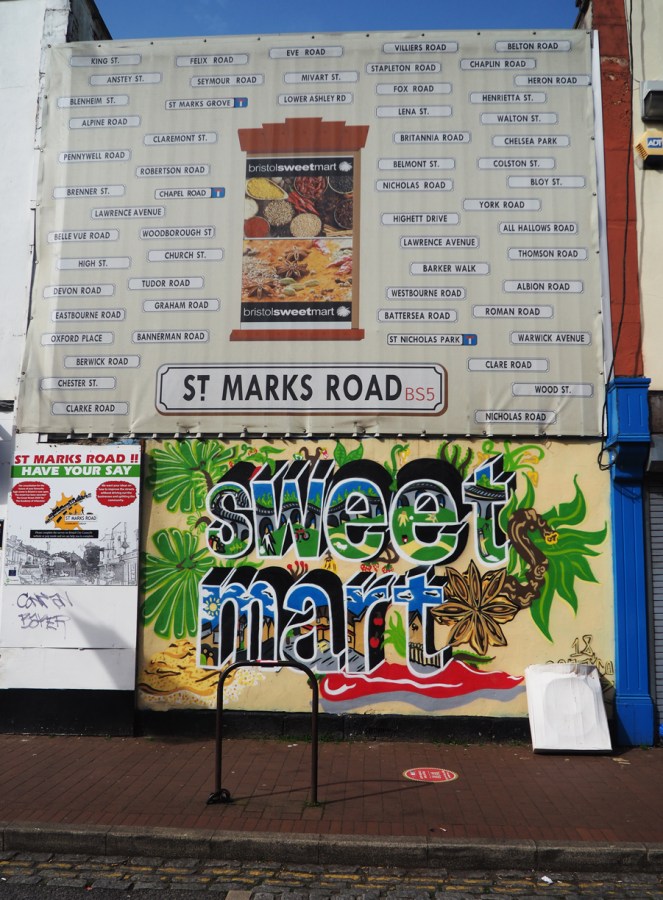 EVE ROAD
VILLIERS ROAD
BELTON ROAD
KING ST.
FELIX ROAD
STAPLETON ROAD
CHAPLIN ROAD
ANSTEY ST.
SEYMOUR ROAD
MIVART ST.
FOX ROAD
HERON ROAD
BLENHEIM ST.
ST MARKS GROVE
LOWER ASHLEY RD
HENRIETTA ST.
ALPINE ROAD
LENA ST.
WALTON ST.
CLAREMONT ST.
BRITANNIA ROAD
CHELSEA PARK
PENNYWELL ROAD
ROBERTSON ROAD
BELMONT ST.
COLSTON ST.
BRENNER ST.
CHAPEL ROAD
NICHOLAS ROAD
BLOY ST.
LAWRENCE AVENUE
YORK ROAD
HIGHETT DRIVE
BELLE VUE ROAD
WOODBOROUGH ST
LAWRENCE AVENUE
ALL HALLOWS ROAD
HIGH ST.
CHURCH ST.
BARKER WALK
THOMSON ROAD
DEVON ROAD
TUDOR ROAD
WESTBOURNE ROAD
ALBION ROAD
EASTBOURNE ROAD
GRAHAM ROAD
BATTERSEA ROAD
ROMAN ROAD
OXFORD PLACE
BANNERMAN ROAD
ST NICHOLAS PARK
WARWICK AVENUE
BERWICK ROAD
CLARE ROAD
CHESTER ST.
WOOD ST.
CLARKE ROAD
NICHOLAS ROAD
bristolsweetmart
bristolsweetmart
ST. MARKS ROAD BS5
ADT
ST MARKS ROAD !!
HAVE YOUR SAY
ST MARKS ROAD
sweet
mart
18